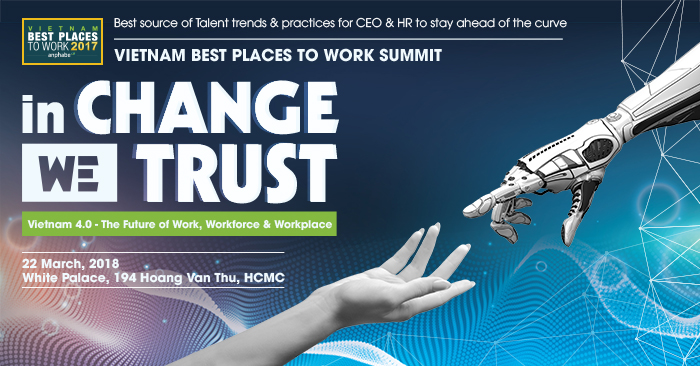 VIETNAM
BEST PLACES
TO WORK 2017
anphabe
Best source of Talent trends & practices for CEO & HR to stay ahead of the curve
VIETNAM BEST PLACES TO WORK SUMMIT
in CHANGE
WE TRUST
Vietnam 4.0 - The Future of Work, Workforce & Workplace
22 March, 2018
White Palace, 194 Hoang Van Thu, HCMC